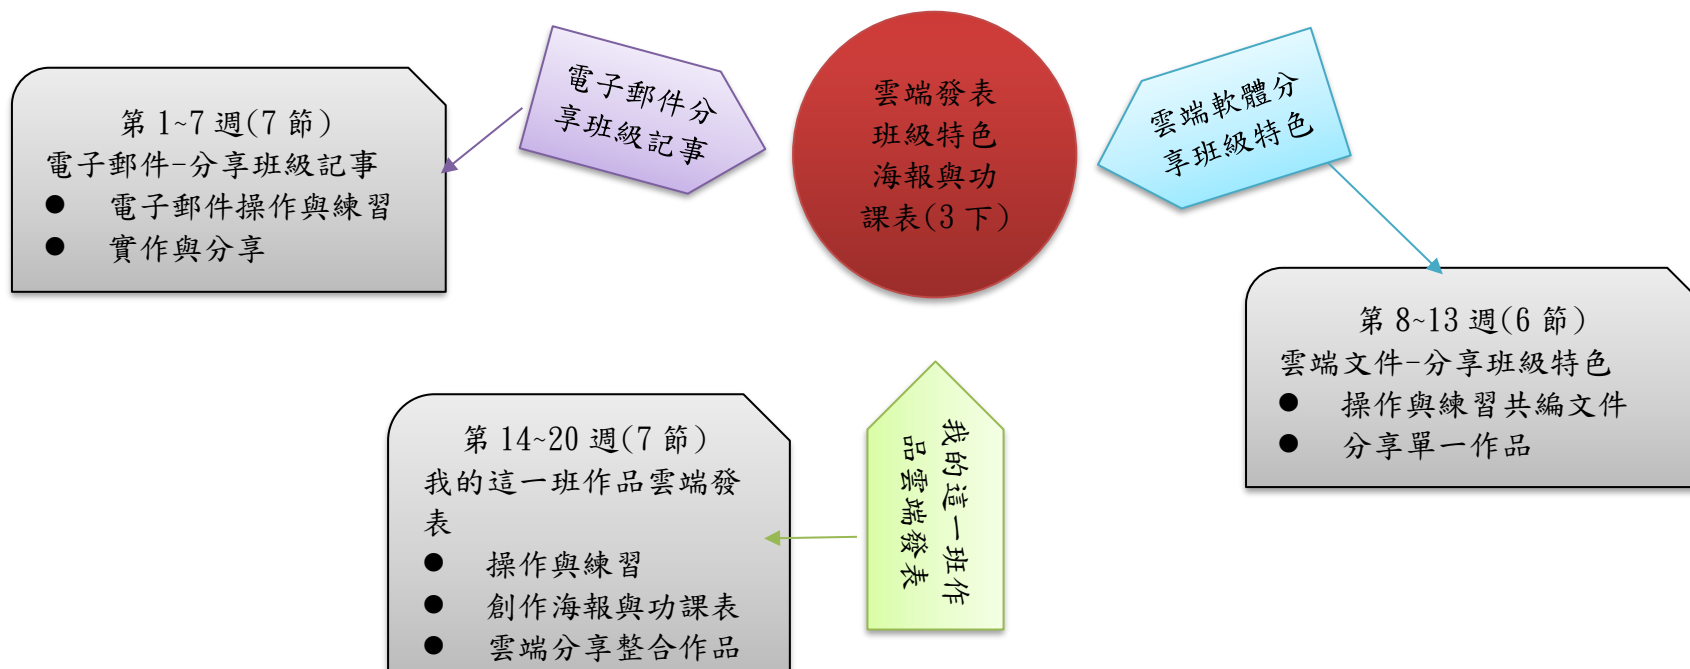 雲端發表
班級特色
海報與功
課表(3 下)
電子郵件分
享班級記事
第 1~7 週(7 節)
電子郵件-分享班級記事
● 電子郵件操作與練習
● 實作與分享
雲端軟體分
享班級特色
第 8~13 週(6 節)
雲端文件-分享班級特色
● 操作與練習共編文件
● 分享單一作品
我的這一班作
品雲端發表
第 14~20 週(7 節)
我的這一班作品雲端發
表
● 操作與練習
● 創作海報與功課表
● 雲端分享整合作品